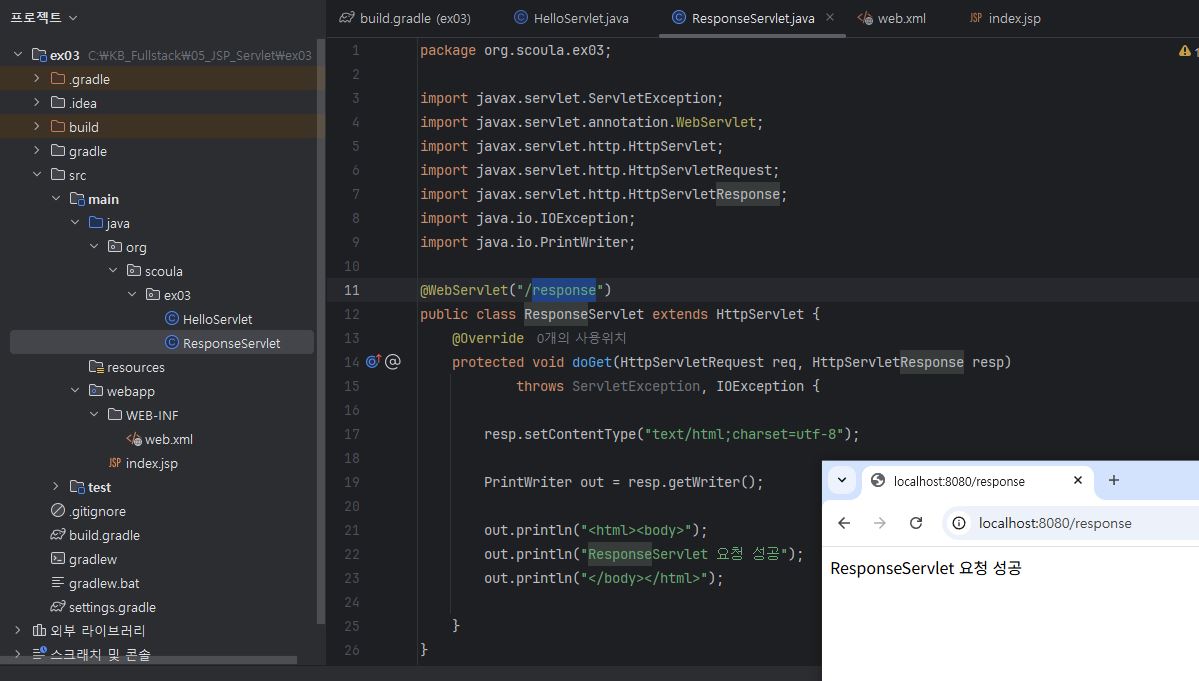 프로젝트
build.gradle (ex03)
HelloServlet.java
ResponseServlet.java
web.xml
index.jsp
ex03 C:￦KB_Fullstack￦05_JSP_Servlet￦ex03
.gradle
.idea
build
gradle
src
main
java
org
scoula
ex03
HelloServlet
ResponseServlet
resources
webapp
WEB-INF
web.xml
JSP index.jsp
test
.gitignore
build.gradle
gradlew
gradlew.bat
settings.gradle
외부 라이브러리
스크래치 및 콘솔
1 package org.scoula.ex03;
2
3 import javax.servlet.ServletException;
4 import javax.servlet.annotation.WebServlet;
5 import javax.servlet.http.HttpServlet;
6 import javax.servlet.http.HttpServletRequest;
7 import javax.servlet.http.HttpServletResponse;
8 import java.io.IOException;
9 import java.io.PrintWriter;
10
11 @WebServlet("/response")
12 public class ResponseServlet extends HttpServlet {
13 @Override 0개의 사용위치
14 protected void doGet(HttpServletRequest req, HttpServletResponse resp)
15 throws ServletException, IOException {
16
17 resp.setContentType("text/html;charset=utf-8");
18
19 PrintWriter out = resp.getWriter();
20
21 out.println("<html><body>");
22 out.println("ResponseServlet 요청 성공");
23 out.println("</body></html>");
24
25 }
26 }
localhost:8080/response
localhost:8080/response
ResponseServlet 요청 성공